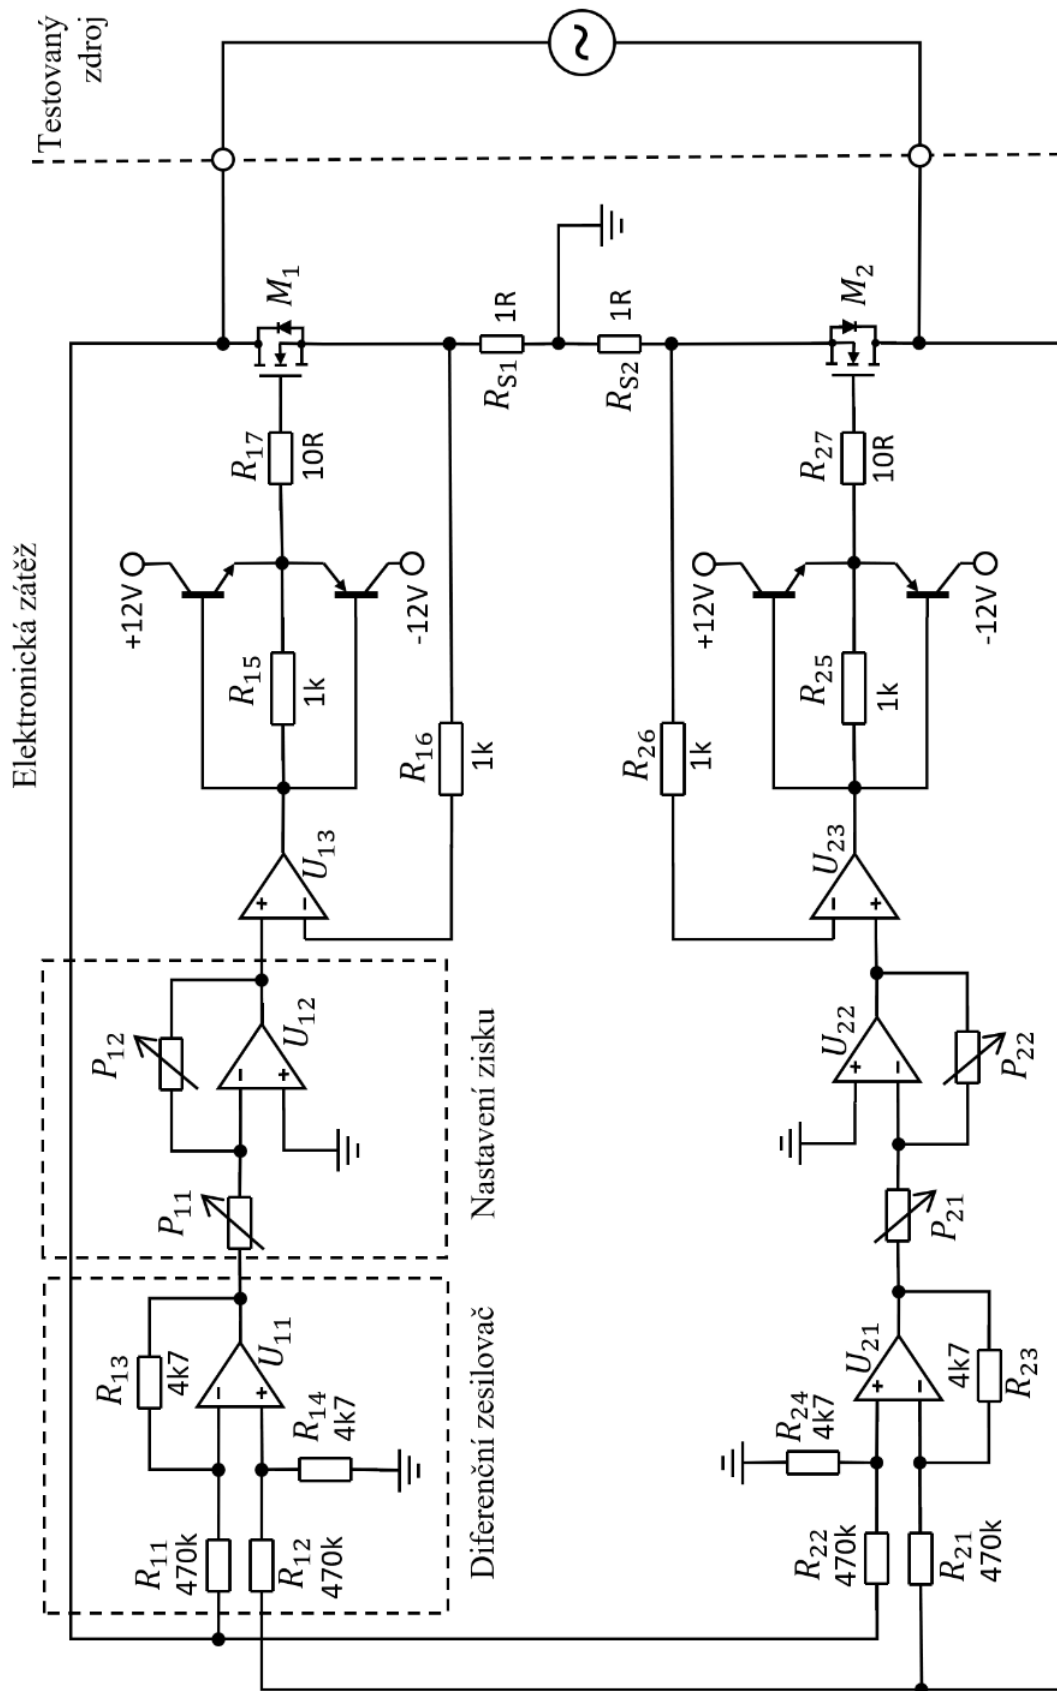 Testovaný
zdroj
Elektronická zátěž
M₁
1R
R_S1
1R
R_S2
M₂
R₁₇
10R
R₂₇
10R
+12V
-12V
R₁₅
1k
R₁₆
1k
+12V
-12V
R₂₅
1k
R₂₆
1k
U₁₃
U₂₃
Nastavení zisku
P₁₂
U₁₂
P₁₁
U₂₂
P₂₂
P₂₁
Diferenční zesilovač
R₁₃
4k7
U₁₁
R₁₄
4k7
R₁₁
470k
R₁₂
470k
U₂₁
R₂₄
4k7
4k7
R₂₃
R₂₂
470k
R₂₁
470k